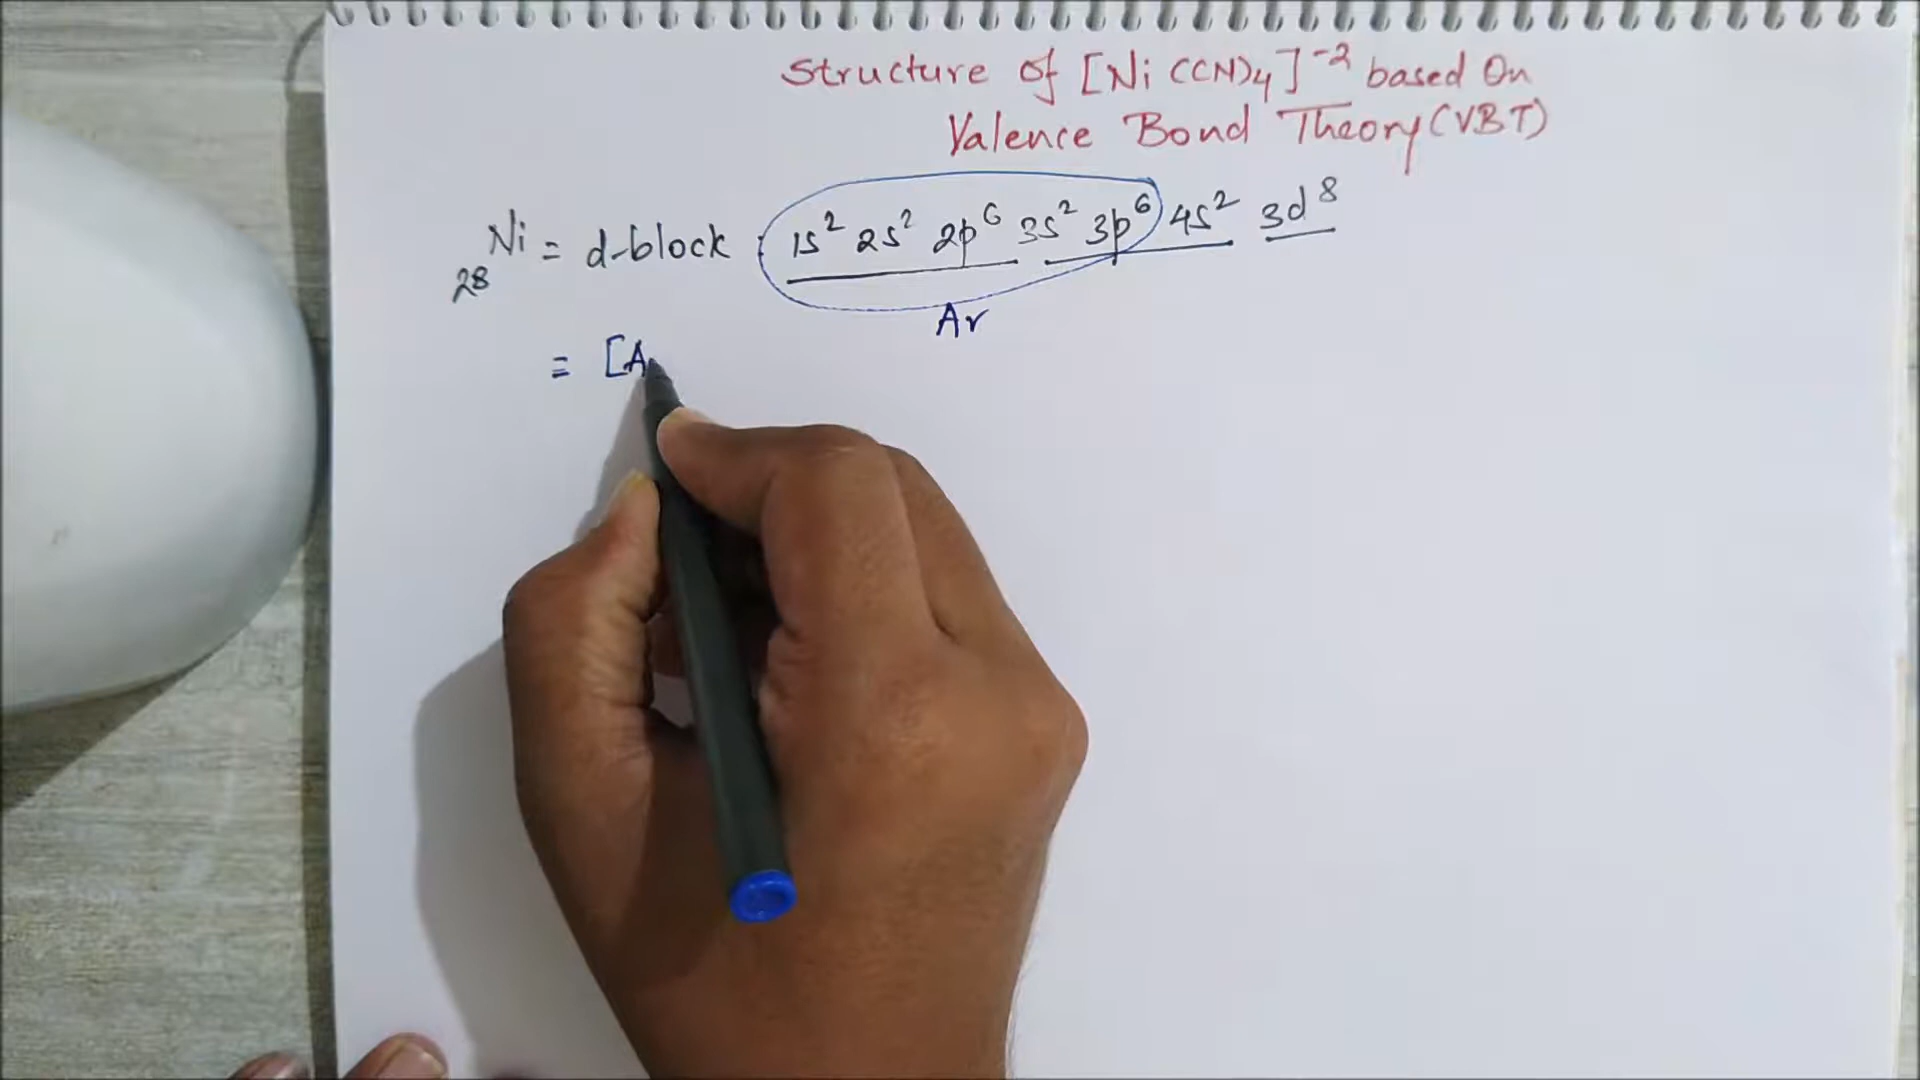 Structure of [Ni(CN)4]⁻² based on
Valence Bond Theory (VBT)
₂₈Ni = d-block : 1s² 2s² 2p⁶ 3s² 3p⁶ 4s² 3d⁸
Ar
= [A